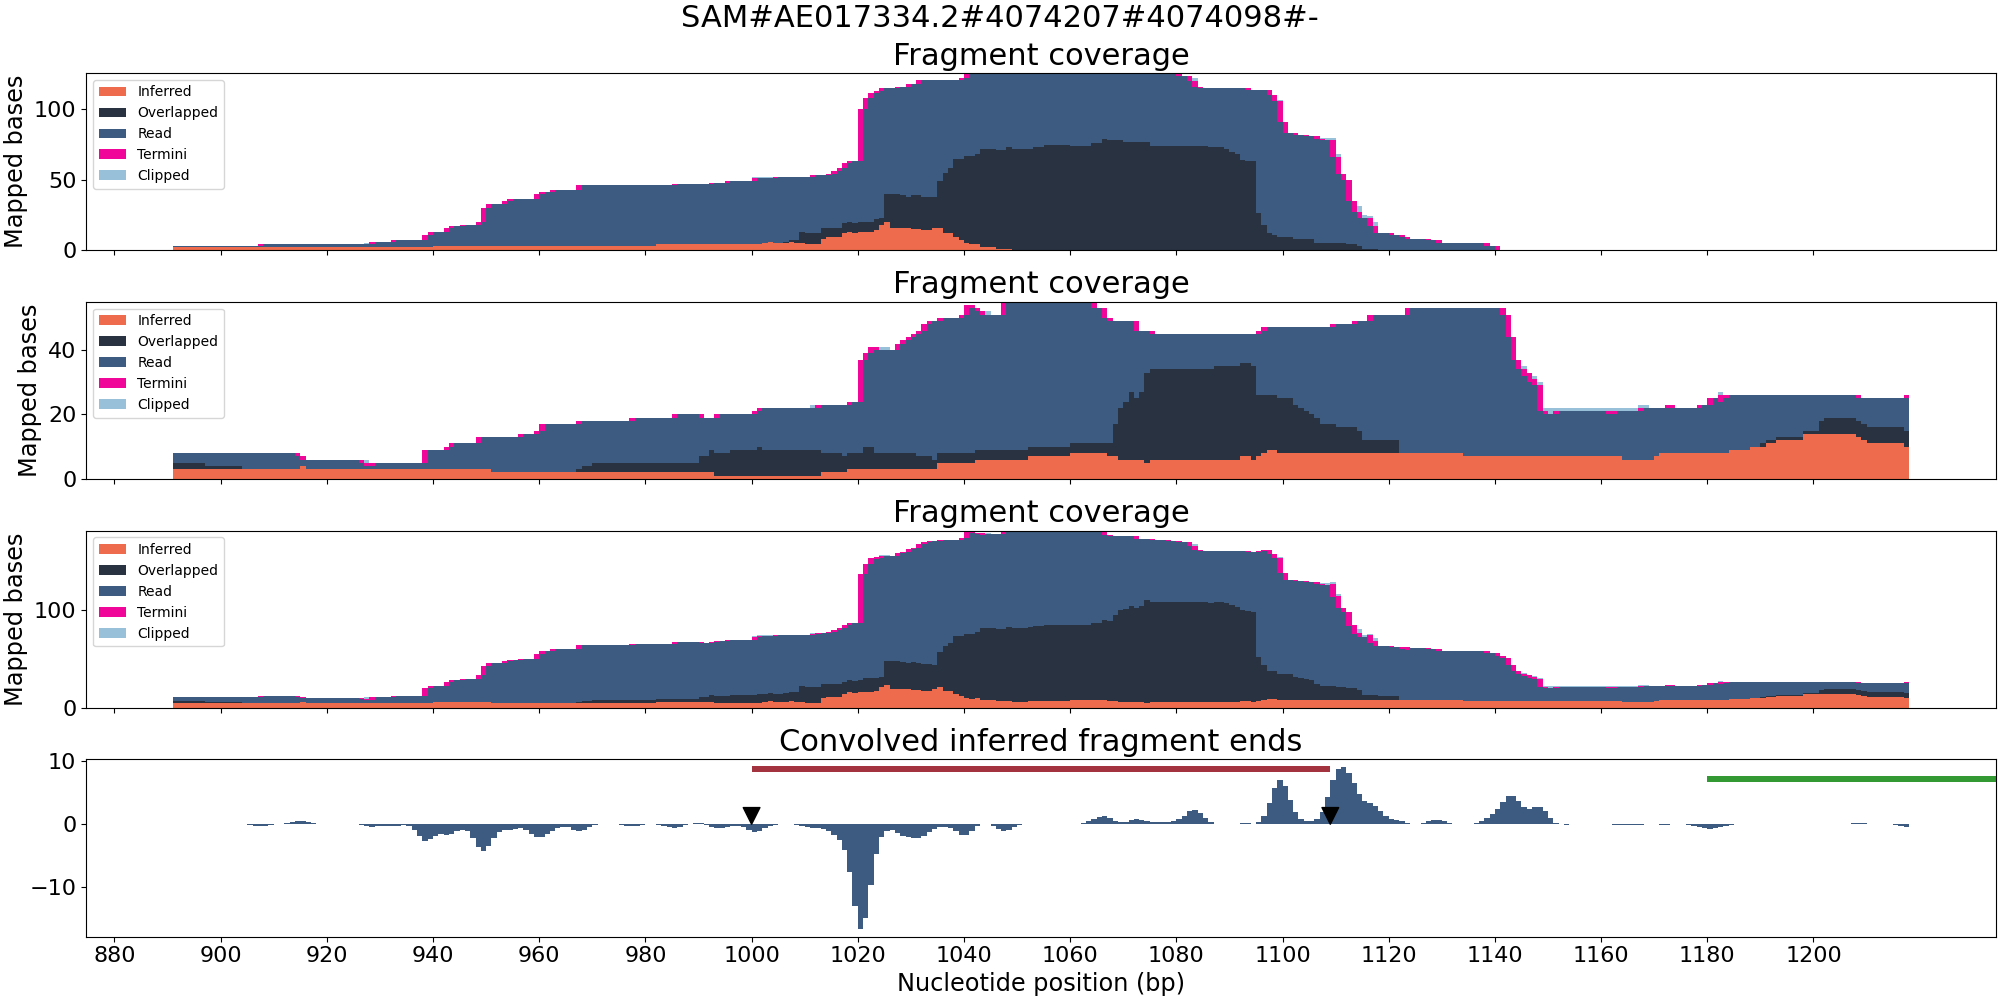 SAM#AE017334.2#4074207#4074098#-
Fragment coverage
Mapped bases
100
50
0
Inferred
Overlapped
Read
Termini
Clipped
Fragment coverage
Mapped bases
40
20
0
Inferred
Overlapped
Read
Termini
Clipped
Fragment coverage
Mapped bases
100
0
Inferred
Overlapped
Read
Termini
Clipped
Convolved inferred fragment ends
10
0
−10
880 900 920 940 960 980 1000 1020 1040 1060 1080 1100 1120 1140 1160 1180 1200
Nucleotide position (bp)